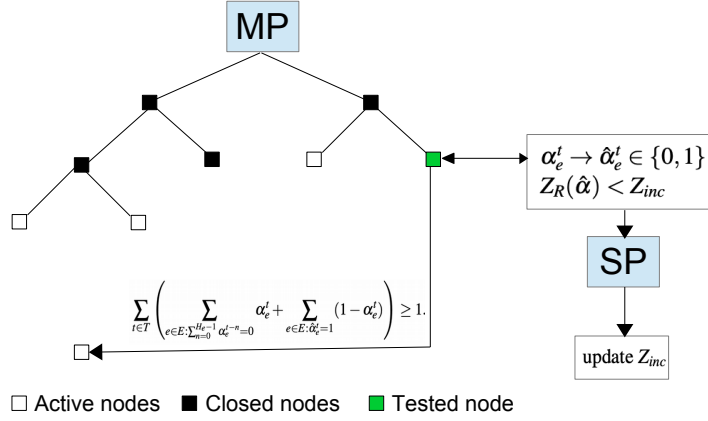 MP
α_e^t → α̂_e^t ∈ {0,1}
Z_R(α̂) < Z_inc
SP
∑_{t∈T} ( ∑_{e∈E:∑_{n=0}^{H_e−1} α_e^{t−n}=0} α_e^t + ∑_{e∈E:α̂_e^t=1} (1−α_e^t) ) ≥ 1.
update Z_inc
Active nodes
Closed nodes
Tested node